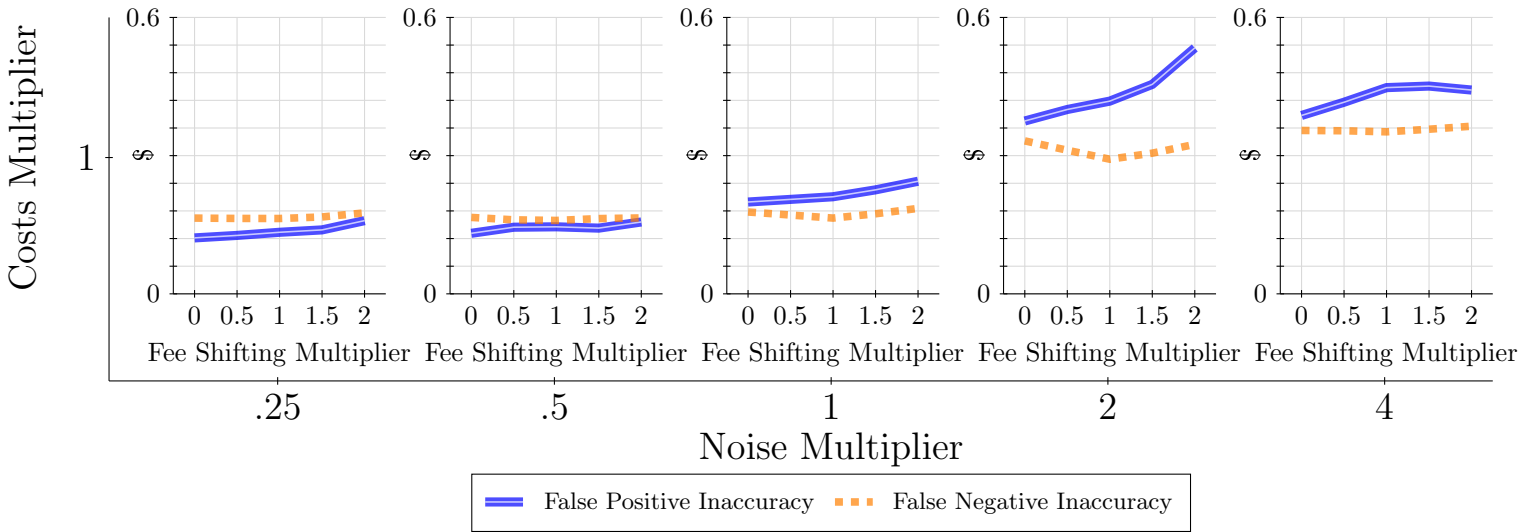 Costs Multiplier
1
0.6 0.6 0.6 0.6 0.6
$ $ $ $ $
0 0 0 0 0
0 0.5 1 1.5 2 0 0.5 1 1.5 2 0 0.5 1 1.5 2 0 0.5 1 1.5 2 0 0.5 1 1.5 2
Fee Shifting Multiplier Fee Shifting Multiplier Fee Shifting Multiplier Fee Shifting Multiplier Fee Shifting Multiplier
.25 .5 1 2 4
Noise Multiplier
False Positive Inaccuracy False Negative Inaccuracy